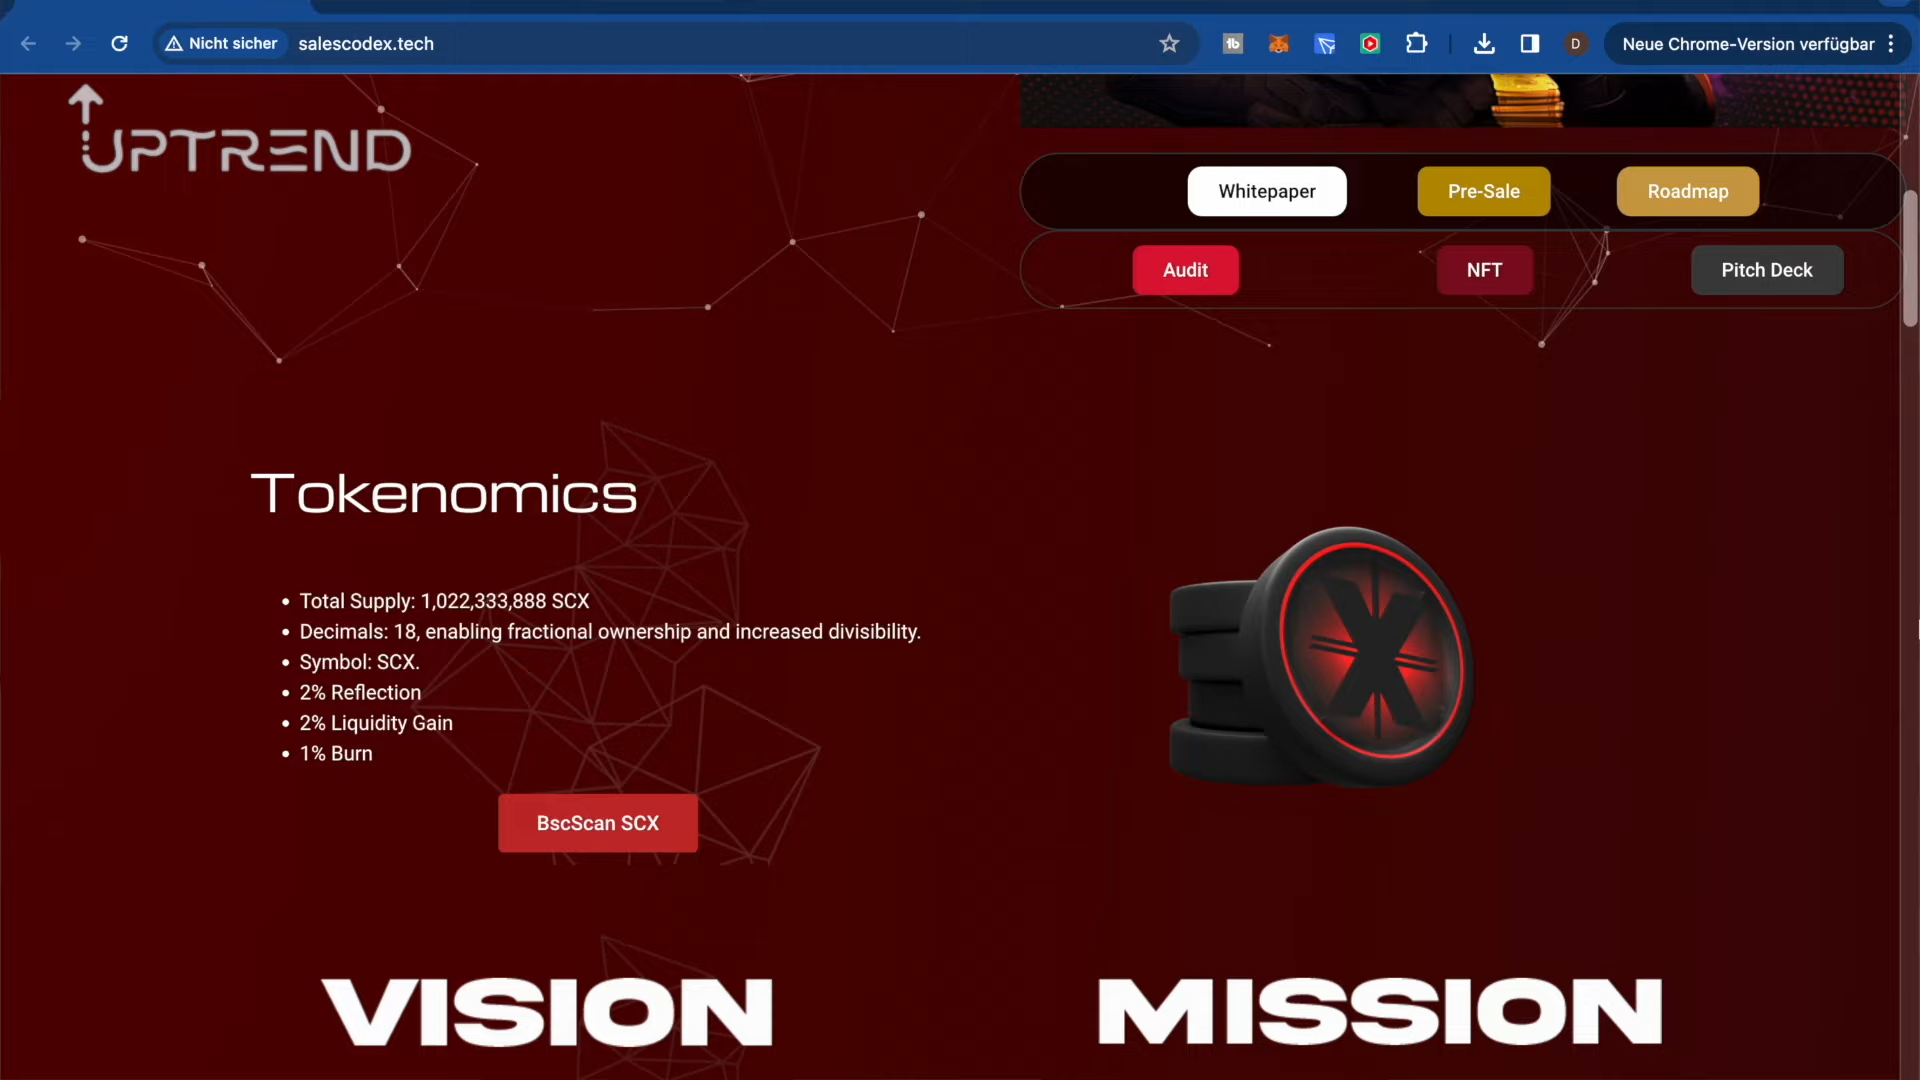 Nicht sicher
salescodex.tech
Neue Chrome-Version verfügbar
UPTREND
Whitepaper
Pre-Sale
Roadmap
Audit
NFT
Pitch Deck
Tokenomics
Total Supply: 1,022,333,888 SCX
Decimals: 18, enabling fractional ownership and increased divisibility.
Symbol: SCX.
2% Reflection
2% Liquidity Gain
1% Burn
BscScan SCX
VISION
MISSION